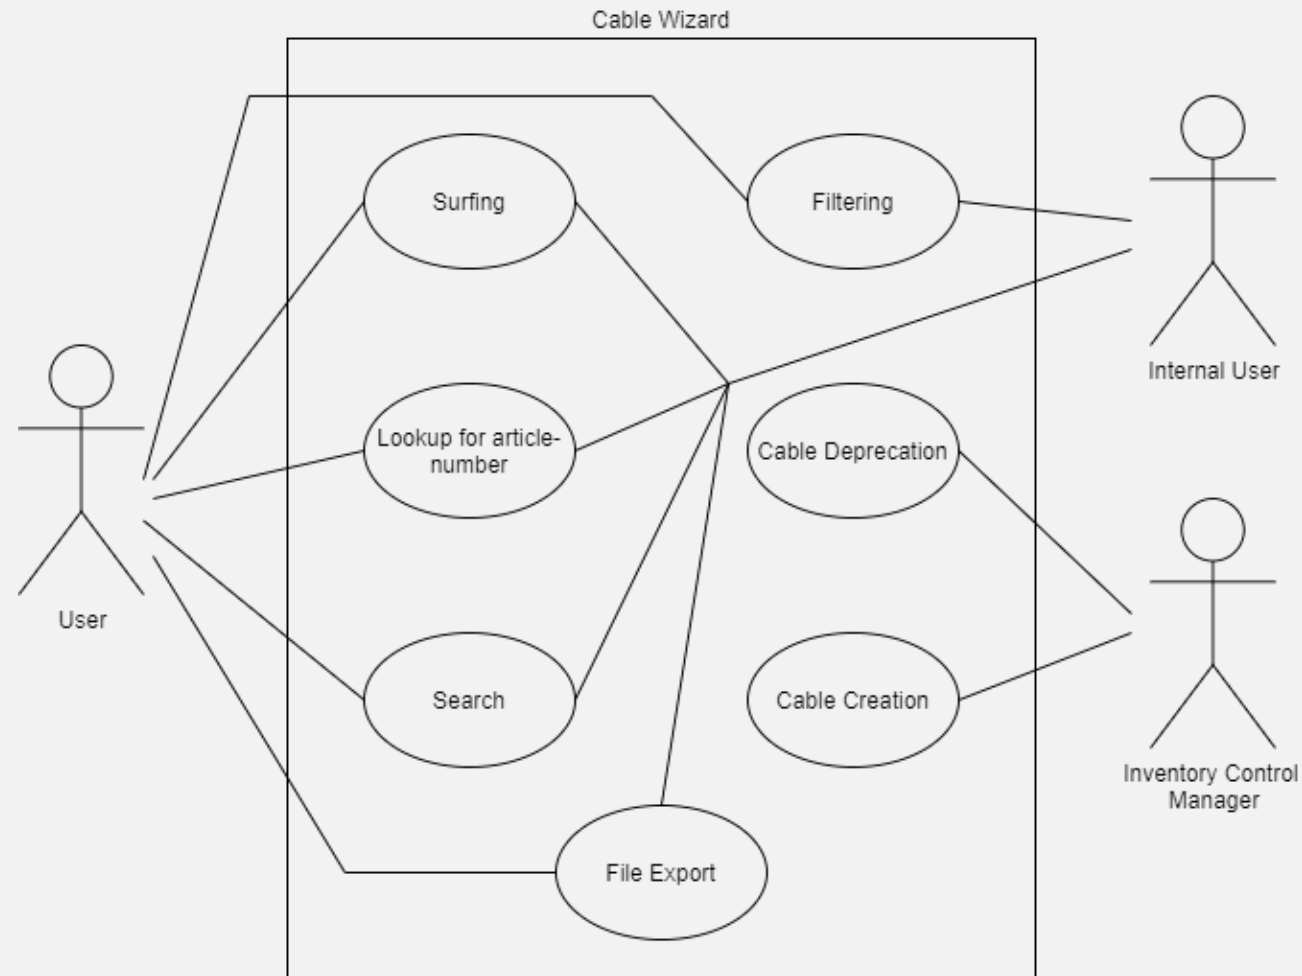 Cable Wizard
Surfing
Filtering
Internal User
Lookup for article-
number
Cable Deprecation
User
Search
Cable Creation
Inventory Control
Manager
File Export